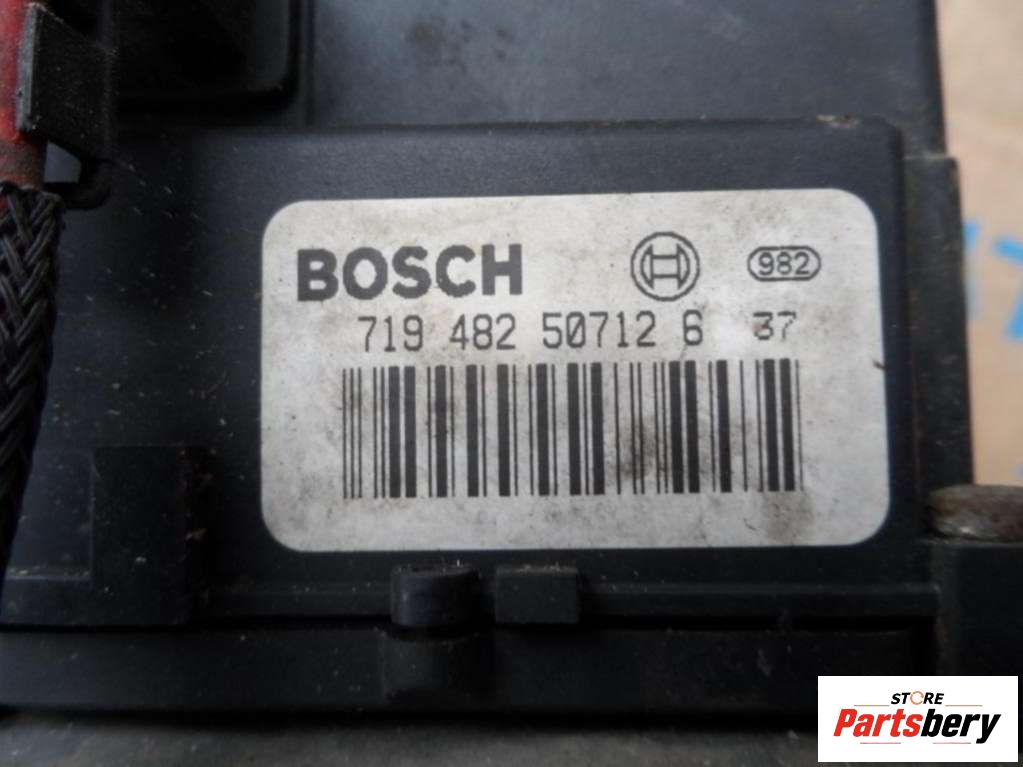 BOSCH 982
719 482 50712 6 37
STORE
Partsbery